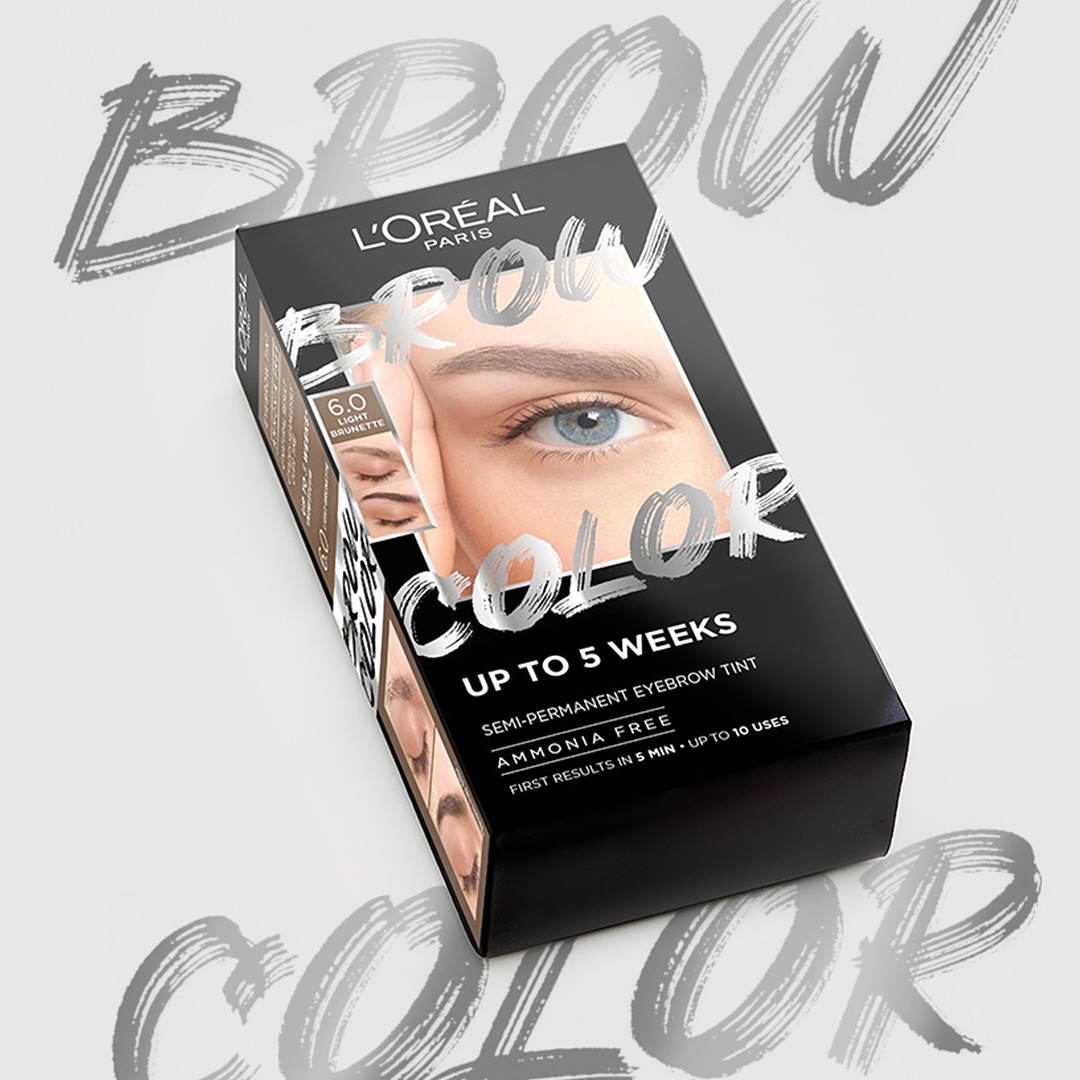 BROW
L'ORÉAL
PARIS
BROW
6.0
LIGHT
BRUNETTE
COLOR
UP TO 5 WEEKS
SEMI-PERMANENT EYEBROW TINT
AMMONIA FREE
FIRST RESULTS IN 5 MIN • UP TO 10 USES
L'ORÉAL
COLOR